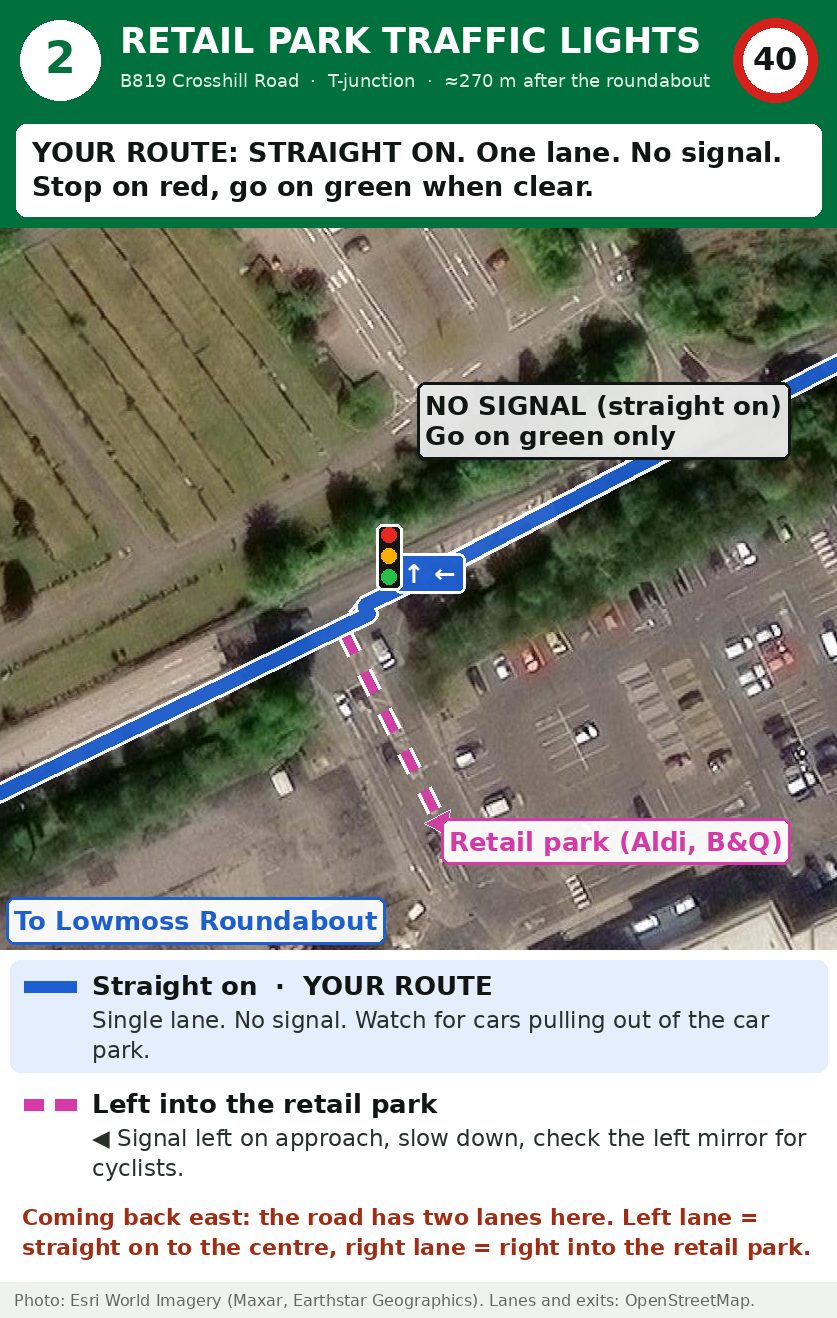 2
RETAIL PARK TRAFFIC LIGHTS
B819 Crosshill Road · T-junction · ≈270 m after the roundabout
40
YOUR ROUTE: STRAIGHT ON. One lane. No signal.
Stop on red, go on green when clear.
NO SIGNAL (straight on)
Go on green only
↑ ←
Retail park (Aldi, B&Q)
To Lowmoss Roundabout
Straight on · YOUR ROUTE
Single lane. No signal. Watch for cars pulling out of the car
park.
Left into the retail park
◀ Signal left on approach, slow down, check the left mirror for
cyclists.
Coming back east: the road has two lanes here. Left lane =
straight on to the centre, right lane = right into the retail park.
Photo: Esri World Imagery (Maxar, Earthstar Geographics). Lanes and exits: OpenStreetMap.